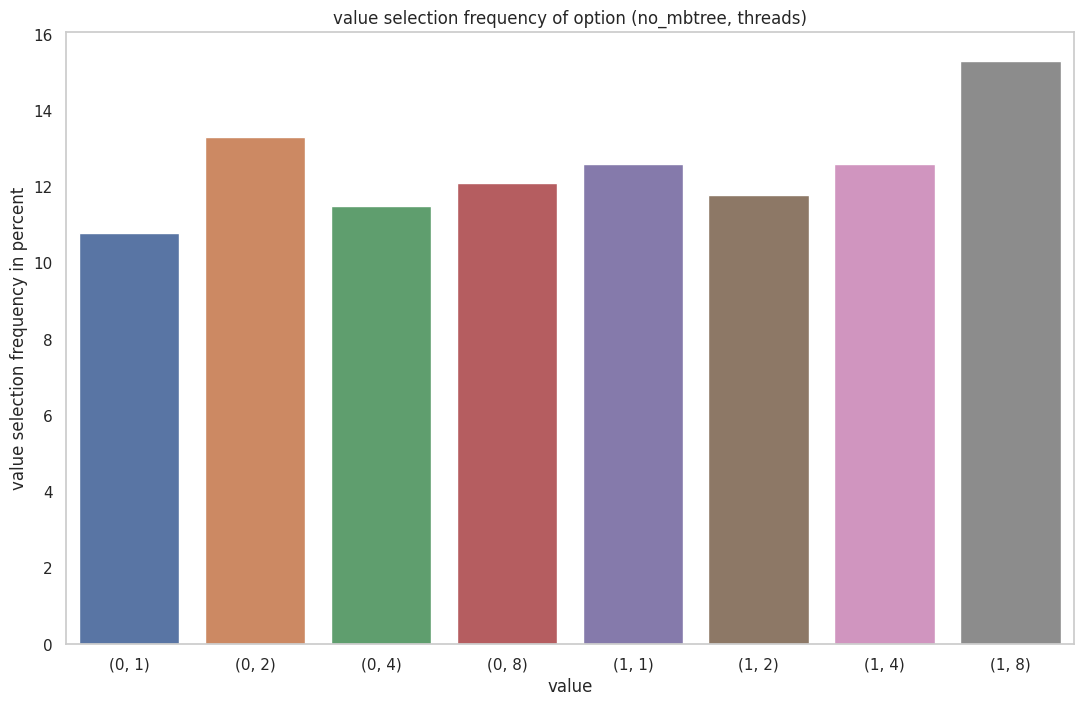 value selection frequency of option (no_mbtree, threads)
value selection frequency in percent
16
14
12
10
8
6
4
2
0
(0, 1) (0, 2) (0, 4) (0, 8) (1, 1) (1, 2) (1, 4) (1, 8)
value